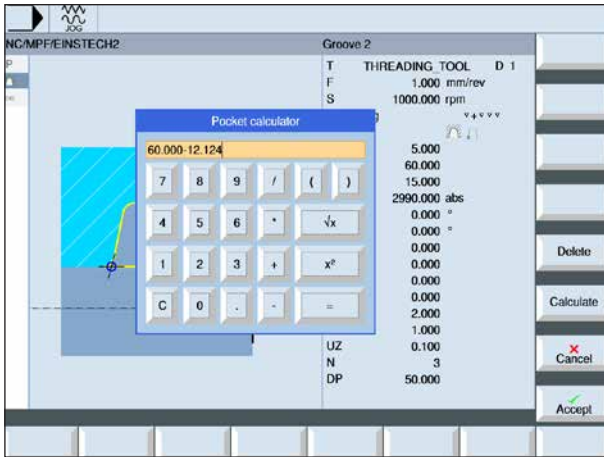 JOG
NC/MPF/EINSTECH2
Groove 2
T THREADING_TOOL D 1
F 1.000 mm/rev
S 1000.000 rpm
Pocket calculator
60.000-12.124
7 8 9 / ( )
4 5 6 * √x
1 2 3 + x²
C 0 . - =
5.000
60.000
15.000
2990.000 abs
0.000 °
0.000 °
0.000
0.000
0.000
0.000
2.000
1.000
UZ 0.100
N 3
DP 50.000
Delete
Calculate
Cancel
Accept